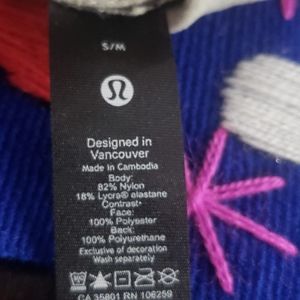 S/M
Designed in
Vancouver
Made in Cambodia
Body:
82% Nylon
18% Lycra® elastane
Contrast-
Face:
100% Polyester
Back:
100% Polyurethane
Exclusive of decoration
Wash separately
CA 35801 RN 106259